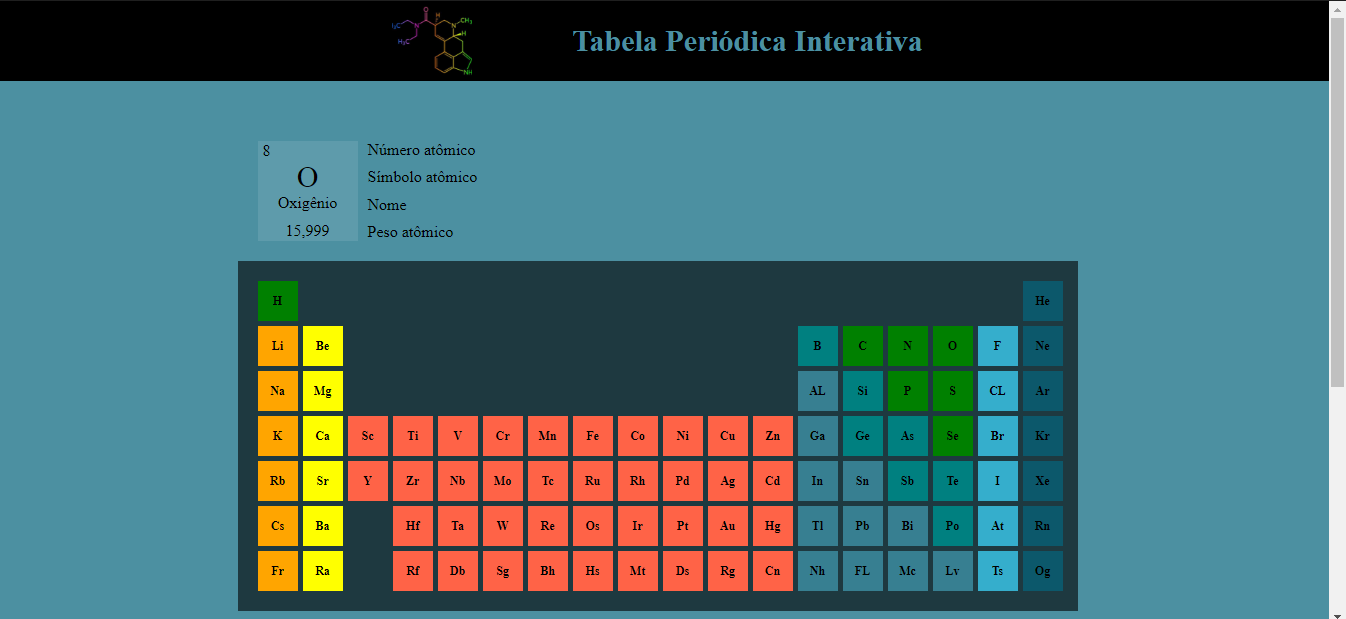 H₃C
O
H
N
CH₃
H
N
H₃C
NH
Tabela Periódica Interativa
8 Número atômico
O Símbolo atômico
Oxigênio Nome
15,999 Peso atômico
H He
Li Be B C N O F Ne
Na Mg AL Si P S CL Ar
K Ca Sc Ti V Cr Mn Fe Co Ni Cu Zn Ga Ge As Se Br Kr
Rb Sr Y Zr Nb Mo Tc Ru Rh Pd Ag Cd In Sn Sb Te I Xe
Cs Ba Hf Ta W Re Os Ir Pt Au Hg Tl Pb Bi Po At Rn
Fr Ra Rf Db Sg Bh Hs Mt Ds Rg Cn Nh FL Mc Lv Ts Og